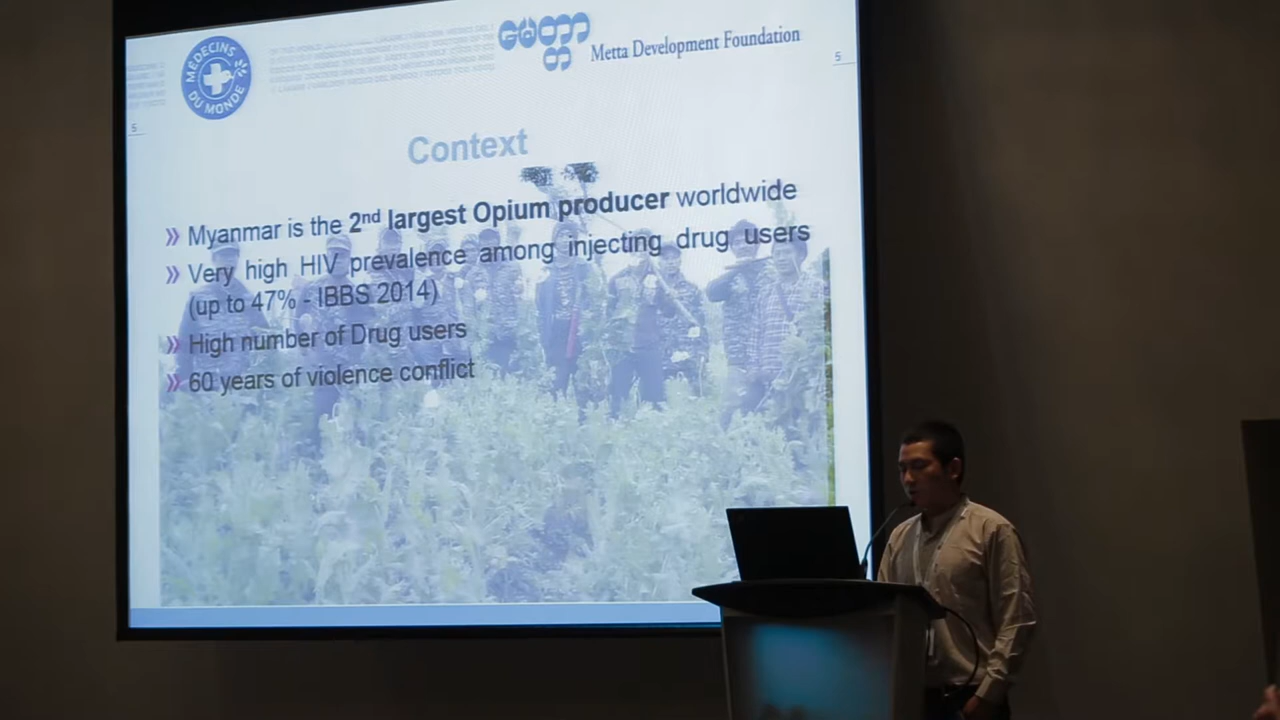 MÉDECINS DU MONDE
Metta Development Foundation
5
5
Context
Myanmar is the 2nd largest Opium producer worldwide
Very high HIV prevalence among injecting drug users
(up to 47% - IBBS 2014)
High number of Drug users
60 years of violence conflict